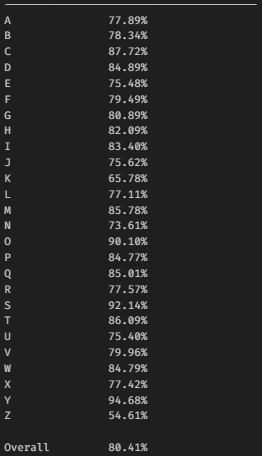 A 77.89%
B 78.34%
C 87.72%
D 84.89%
E 75.48%
F 79.49%
G 80.89%
H 82.09%
I 83.40%
J 75.62%
K 65.78%
L 77.11%
M 85.78%
N 73.61%
O 90.10%
P 84.77%
Q 85.01%
R 77.57%
S 92.14%
T 86.09%
U 75.40%
V 79.96%
W 84.79%
X 77.42%
Y 94.68%
Z 54.61%
Overall 80.41%